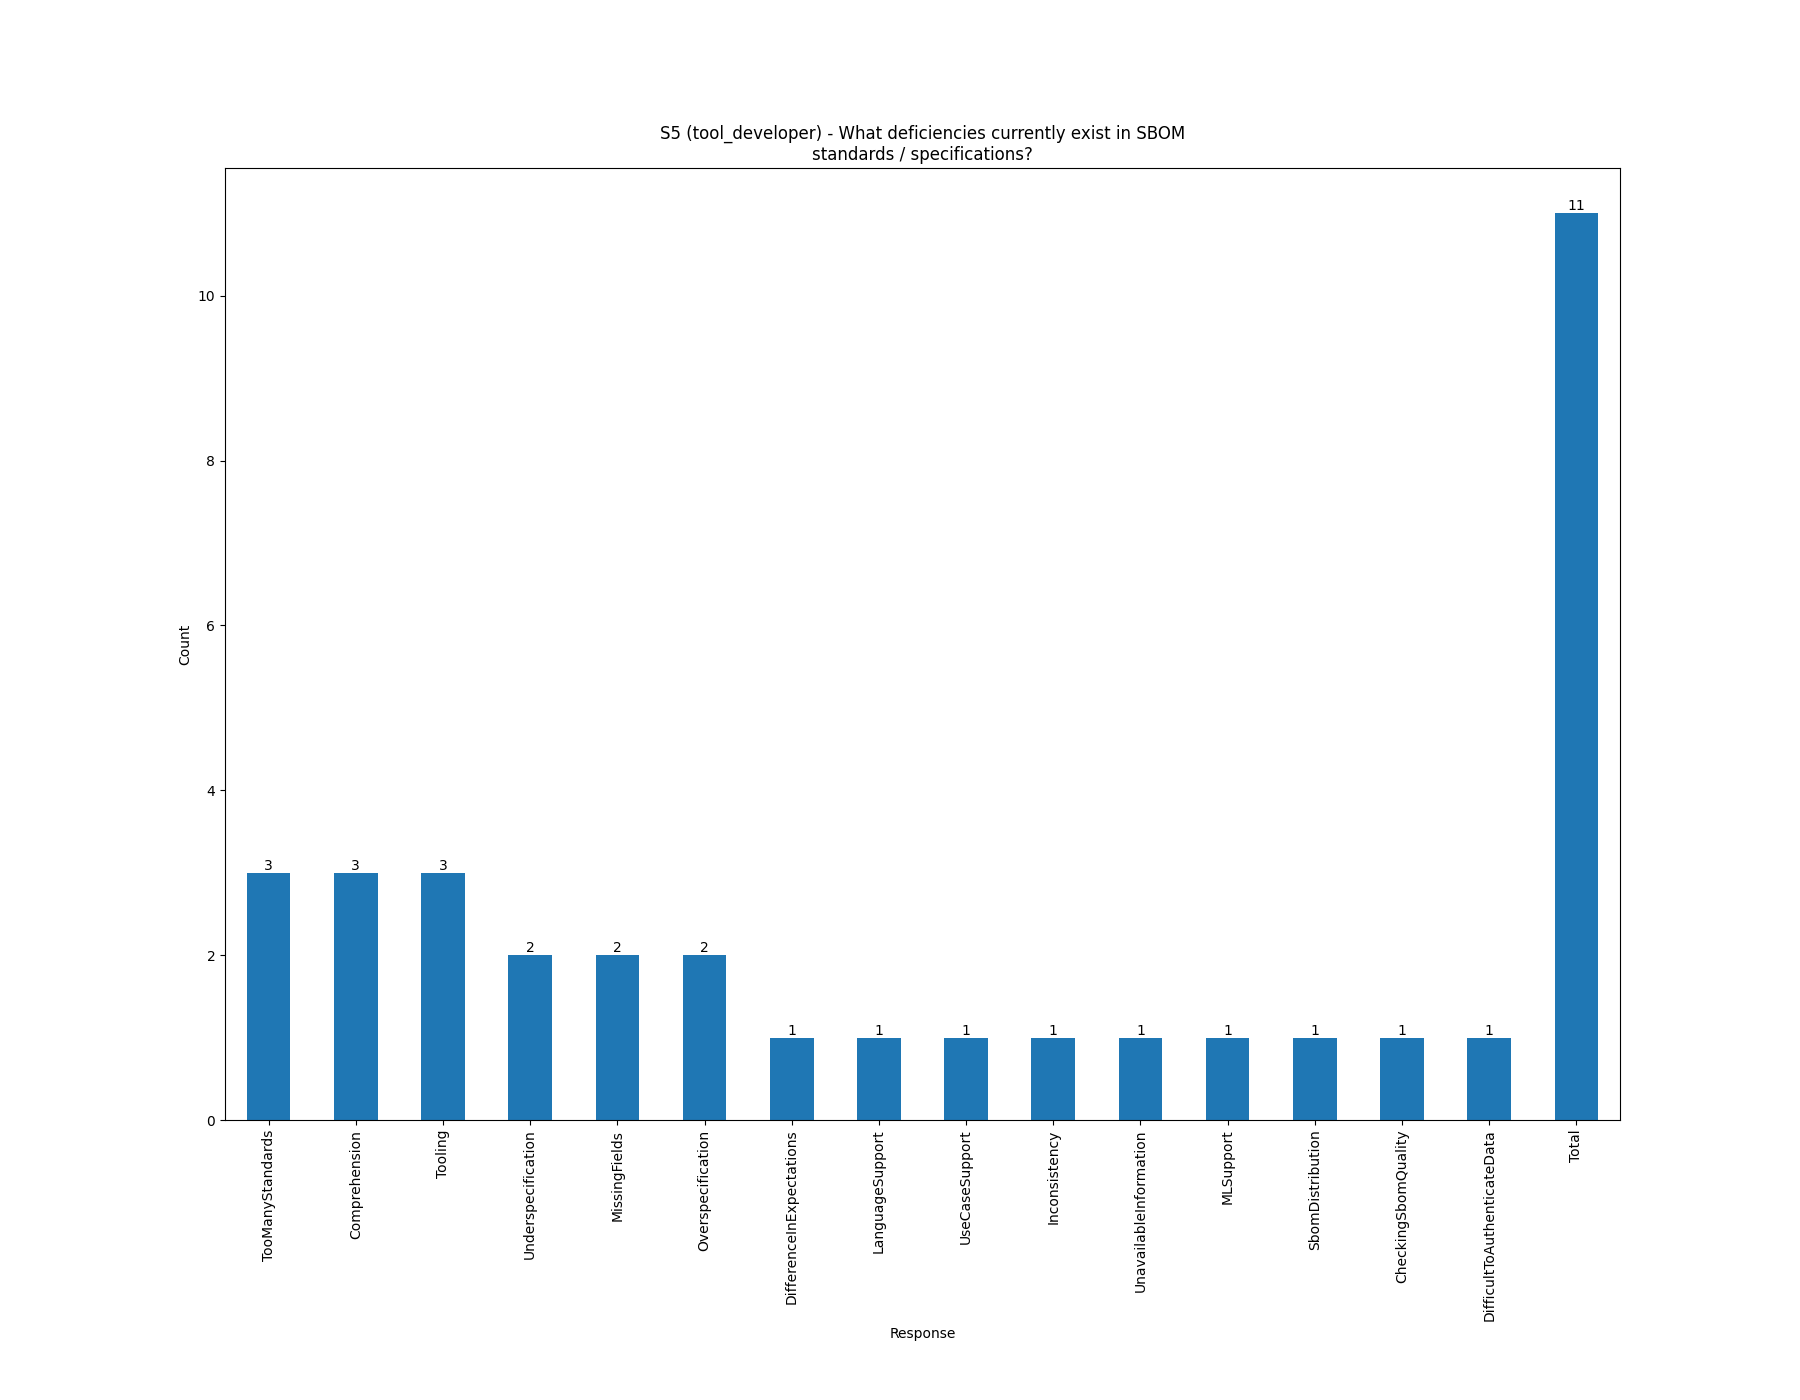 S5 (tool_developer) - What deficiencies currently exist in SBOM
standards / specifications?
Count
10
8
6
4
2
0
3
3
3
2
2
2
1
1
1
1
1
1
1
1
1
11
TooManyStandards
Comprehension
Tooling
Underspecification
MissingFields
Overspecification
DifferenceInExpectations
LanguageSupport
UseCaseSupport
Inconsistency
UnavailableInformation
MLSupport
SbomDistribution
CheckingSbomQuality
DifficultToAuthenticateData
Total
Response